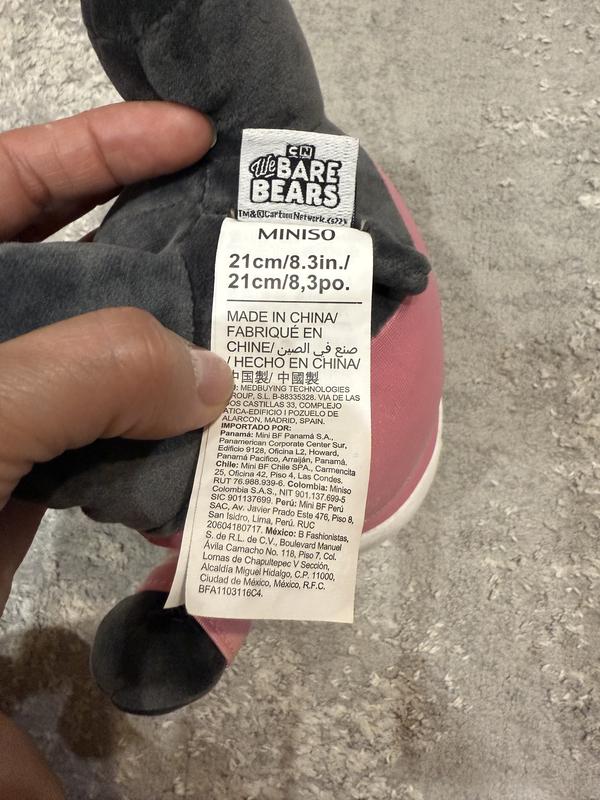 CN
We BARE
BEARS
TM&©Cartoon Network.(s22)
MINISO
21cm/8.3in./
21cm/8,3po.
MADE IN CHINA/
FABRIQUÉ EN
CHINE/ صنع في الصين
/ HECHO EN CHINA/
中国製/ 中國製
: MEDBUYING TECHNOLOGIES
GROUP, S.L. B-88335328. VIA DE LAS
DOS CASTILLAS 33, COMPLEJO
ATICA-EDIFICIO I POZUELO DE
ALARCON, MADRID, SPAIN.
IMPORTADO POR:
Panamá: Mini BF Panamá S.A.,
Panamerican Corporate Center Sur,
Edificio 9128, Oficina L2, Howard,
Panamá Pacífico, Arraiján, Panamá.
Chile: Mini BF Chile SPA., Carmencita
25, Oficina 42, Piso 4, Las Condes.
RUT 76.988.939-6. Colombia: Miniso
Colombia S.A.S., NIT 901.137.699-5
SIC 901137699. Perú: Mini BF Perú
SAC, Av. Javier Prado Este 476, Piso 8,
San Isidro, Lima, Perú. RUC
20604180717. México: B Fashionistas,
S. de R.L. de C.V., Boulevard Manuel
Ávila Camacho No. 118, Piso 7, Col.
Lomas de Chapultepec V Sección,
Alcaldía Miguel Hidalgo, C.P. 11000,
Ciudad de México, México, R.F.C.
BFA1103116C4.